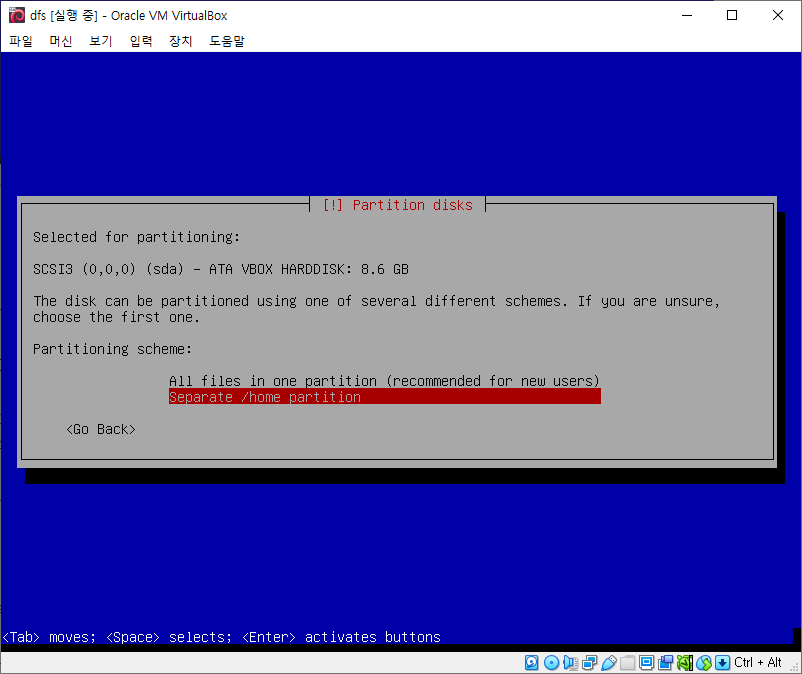 dfs [실행 중] - Oracle VM VirtualBox
파일 머신 보기 입력 장치 도움말
[!] Partition disks
Selected for partitioning:
SCSI3 (0,0,0) (sda) - ATA VBOX HARDDISK: 8.6 GB
The disk can be partitioned using one of several different schemes. If you are unsure,
choose the first one.
Partitioning scheme:
All files in one partition (recommended for new users)
Separate /home partition
<Go Back>
<Tab> moves; <Space> selects; <Enter> activates buttons
Ctrl + Alt